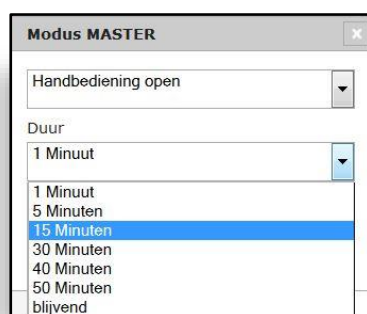 Modus MASTER
x
Handbediening open
Duur
1 Minuut
1 Minuut
5 Minuten
15 Minuten
30 Minuten
40 Minuten
50 Minuten
blijvend